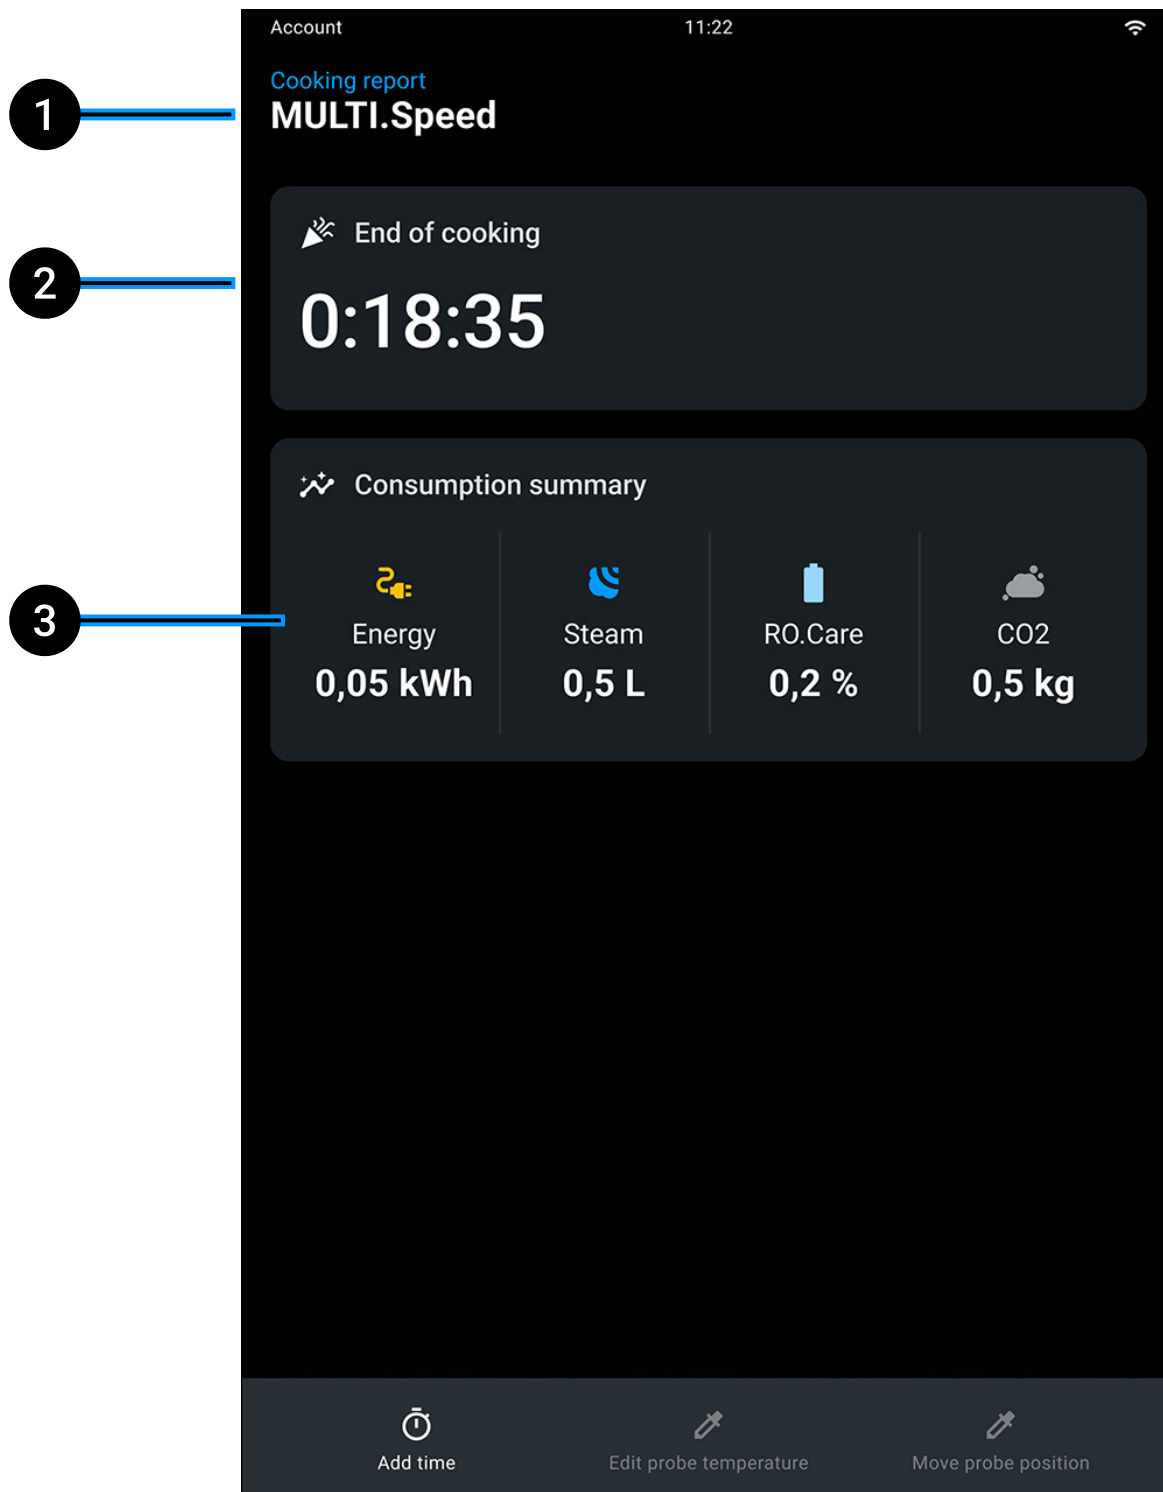 Account 11:22
Cooking report
1
MULTI.Speed
End of cooking
2
0:18:35
Consumption summary
3
Energy Steam RO.Care CO2
0,05 kWh 0,5 L 0,2 % 0,5 kg
Add time Edit probe temperature Move probe position